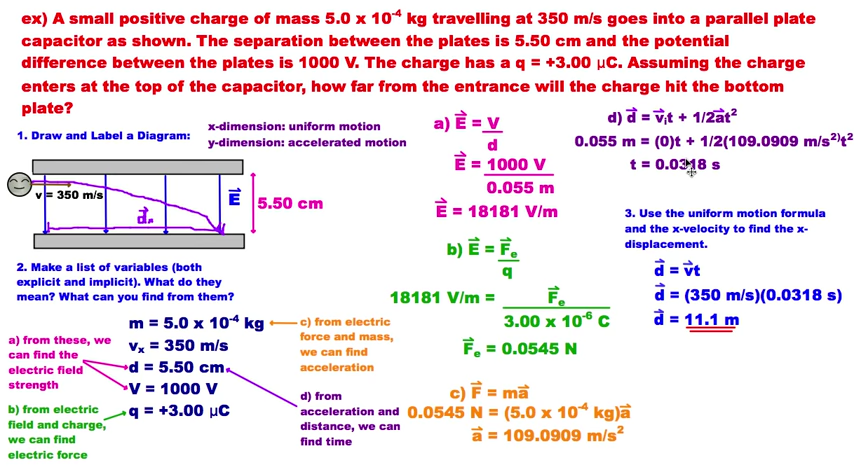 ex) A small positive charge of mass 5.0 x 10⁻⁴ kg travelling at 350 m/s goes into a parallel plate
capacitor as shown. The separation between the plates is 5.50 cm and the potential
difference between the plates is 1000 V. The charge has a q = +3.00 µC. Assuming the charge
enters at the top of the capacitor, how far from the entrance will the charge hit the bottom
plate?
1. Draw and Label a Diagram:
x-dimension: uniform motion
y-dimension: accelerated motion
v = 350 m/s
E⃗
5.50 cm
d⃗
2. Make a list of variables (both
explicit and implicit). What do they
mean? What can you find from them?
m = 5.0 x 10⁻⁴ kg
vₓ = 350 m/s
d = 5.50 cm
V = 1000 V
q = +3.00 µC
a) from these, we
can find the
electric field
strength
b) from electric
field and charge,
we can find
electric force
c) from electric
force and mass,
we can find
acceleration
d) from
acceleration and
distance, we can
find time
a) E⃗ = V
d
E⃗ = 1000 V
0.055 m
E⃗ = 18181 V/m
b) E⃗ = F⃗ₑ
q
18181 V/m = F⃗ₑ
3.00 x 10⁻⁶ C
F⃗ₑ = 0.0545 N
c) F⃗ = ma⃗
0.0545 N = (5.0 x 10⁻⁴ kg)a⃗
a⃗ = 109.0909 m/s²
d) d⃗ = v⃗ᵢt + 1/2a⃗t²
0.055 m = (0)t + 1/2(109.0909 m/s²)t²
t = 0.0318 s
3. Use the uniform motion formula
and the x-velocity to find the x-
displacement.
d⃗ = v⃗t
d⃗ = (350 m/s)(0.0318 s)
d⃗ = 11.1 m